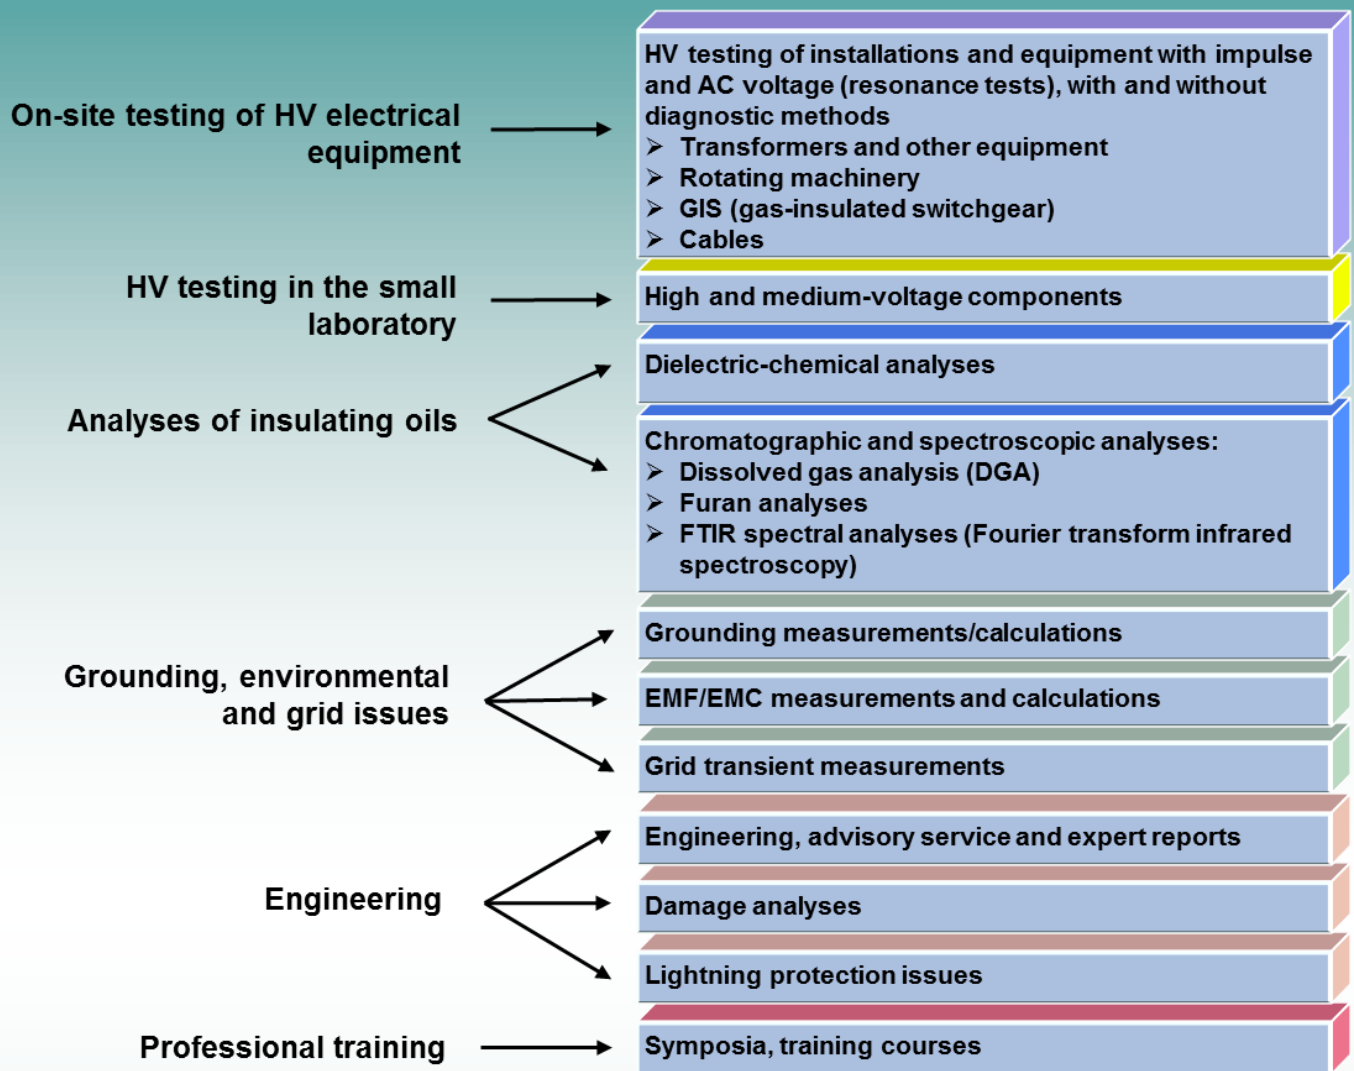 On-site testing of HV electrical
equipment
HV testing of installations and equipment with impulse
and AC voltage (resonance tests), with and without
diagnostic methods
➢ Transformers and other equipment
➢ Rotating machinery
➢ GIS (gas-insulated switchgear)
➢ Cables
HV testing in the small
laboratory
High and medium-voltage components
Analyses of insulating oils
Dielectric-chemical analyses
Chromatographic and spectroscopic analyses:
➢ Dissolved gas analysis (DGA)
➢ Furan analyses
➢ FTIR spectral analyses (Fourier transform infrared
spectroscopy)
Grounding, environmental
and grid issues
Grounding measurements/calculations
EMF/EMC measurements and calculations
Grid transient measurements
Engineering
Engineering, advisory service and expert reports
Damage analyses
Lightning protection issues
Professional training
Symposia, training courses